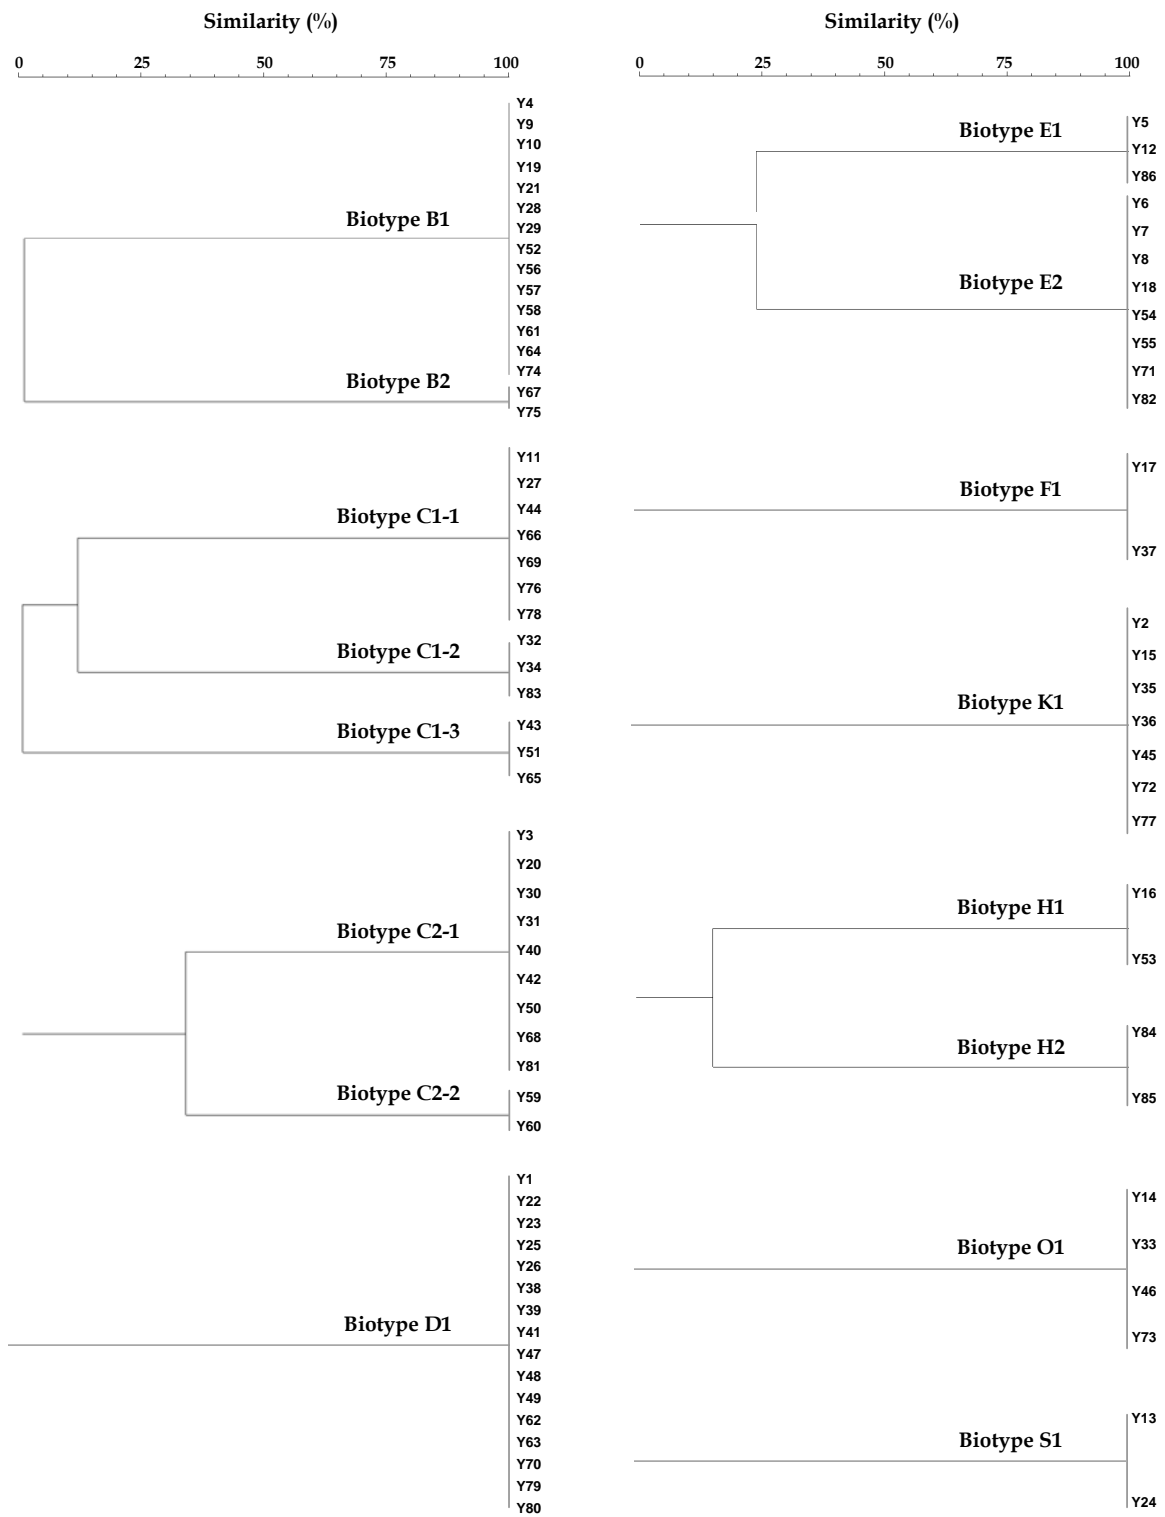 Similarity (%)
0 25 50 75 100
Y4
Y9
Y10
Y19
Y21
Y28
Biotype B1
Y29
Y52
Y56
Y57
Y58
Y61
Y64
Y74
Biotype B2
Y67
Y75
Y11
Y27
Y44
Biotype C1-1
Y66
Y69
Y76
Y78
Y32
Biotype C1-2
Y34
Y83
Y43
Biotype C1-3
Y51
Y65
Y3
Y20
Y30
Y31
Biotype C2-1
Y40
Y42
Y50
Y68
Y81
Biotype C2-2
Y59
Y60
Y1
Y22
Y23
Y25
Y26
Y38
Y39
Biotype D1
Y41
Y47
Y48
Y49
Y62
Y63
Y70
Y79
Y80
Similarity (%)
0 25 50 75 100
Y5
Biotype E1
Y12
Y86
Y6
Y7
Y8
Biotype E2
Y18
Y54
Y55
Y71
Y82
Y17
Biotype F1
Y37
Y2
Y15
Y35
Biotype K1
Y36
Y45
Y72
Y77
Y16
Biotype H1
Y53
Y84
Biotype H2
Y85
Y14
Y33
Biotype O1
Y46
Y73
Y13
Biotype S1
Y24